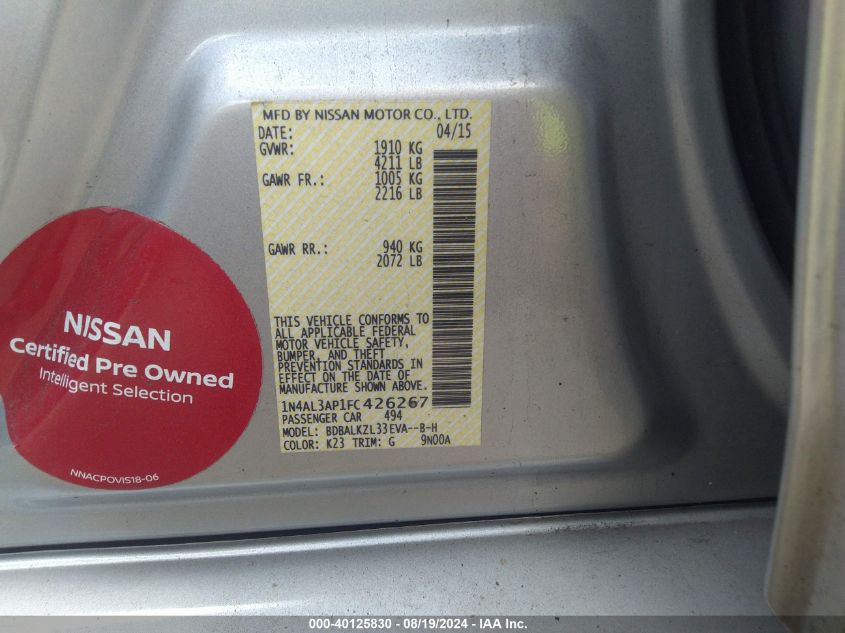 MFD BY NISSAN MOTOR CO., LTD.
DATE: 04/15
GVWR: 1910 KG
4211 LB
GAWR FR.: 1005 KG
2216 LB
GAWR RR.: 940 KG
2072 LB
THIS VEHICLE CONFORMS TO
ALL APPLICABLE FEDERAL
MOTOR VEHICLE SAFETY,
BUMPER, AND THEFT
PREVENTION STANDARDS IN
EFFECT ON THE DATE OF
MANUFACTURE SHOWN ABOVE.
1N4AL3AP1FC426267
PASSENGER CAR 494
MODEL: BDBALKZL33EVA--B-H
COLOR: K23 TRIM: G 9N00A
NISSAN
Certified Pre Owned
Intelligent Selection
NNACPOVIS18-06
000-40125830 - 08/19/2024 - IAA Inc.